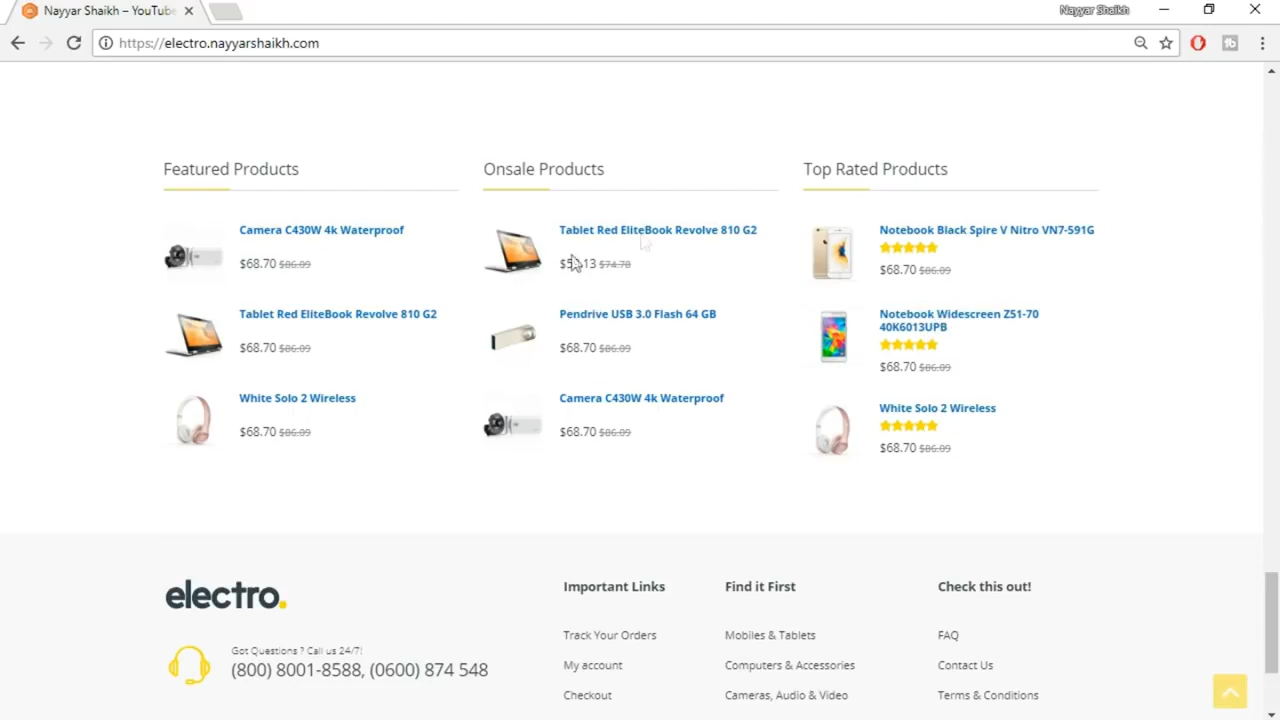 Nayyar Shaikh – YouTube
Nayyar Shaikh
https://electro.nayyarshaikh.com
Featured Products
Camera C430W 4k Waterproof
$68.70 $86.09
Tablet Red EliteBook Revolve 810 G2
$68.70 $86.09
White Solo 2 Wireless
$68.70 $86.09
Onsale Products
Tablet Red EliteBook Revolve 810 G2
$74.78
Pendrive USB 3.0 Flash 64 GB
$68.70 $86.09
Camera C430W 4k Waterproof
$68.70 $86.09
Top Rated Products
Notebook Black Spire V Nitro VN7-591G
$68.70 $86.09
Notebook Widescreen Z51-70
40K6013UPB
$68.70 $86.09
White Solo 2 Wireless
$68.70 $86.09
electro.
Got Questions ? Call us 24/7!
(800) 8001-8588, (0600) 874 548
Important Links
Track Your Orders
My account
Checkout
Find it First
Mobiles & Tablets
Computers & Accessories
Cameras, Audio & Video
Check this out!
FAQ
Contact Us
Terms & Conditions